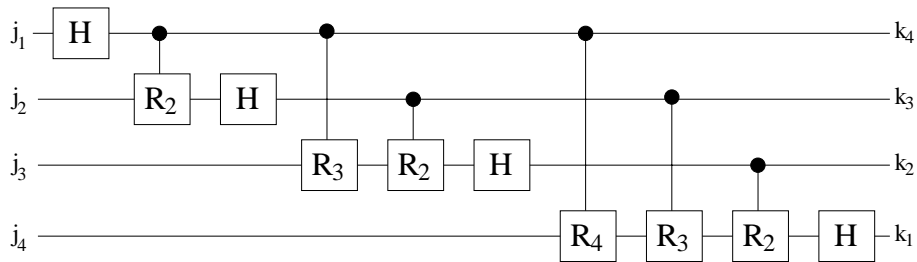 j1 H k4
j2 R2 H k3
j3 R3 R2 H k2
j4 R4 R3 R2 H k1